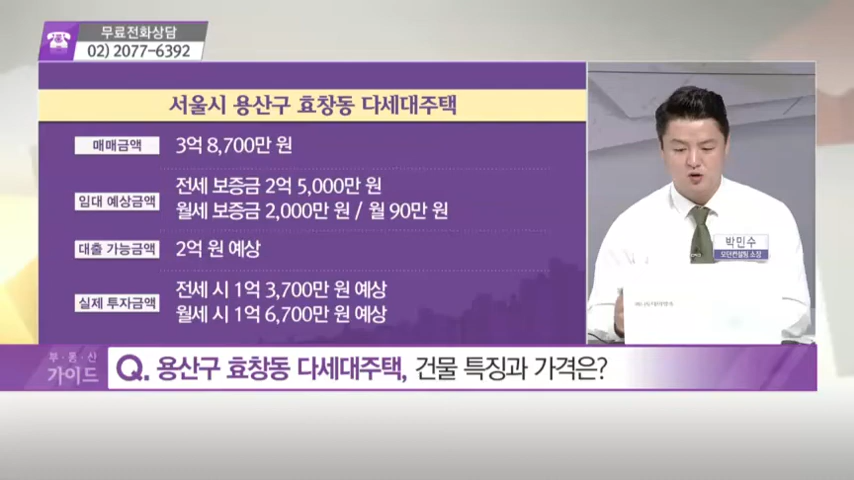 무료전화상담
02) 2077-6392
서울시 용산구 효창동 다세대주택
매매금액
3억 8,700만 원
임대 예상금액
전세 보증금 2억 5,000만 원
월세 보증금 2,000만 원 / 월 90만 원
대출 가능금액
2억 원 예상
실제 투자금액
전세 시 1억 3,700만 원 예상
월세 시 1억 6,700만 원 예상
박민수
소장
부·동·산
가이드
Q. 용산구 효창동 다세대주택, 건물 특징과 가격은?